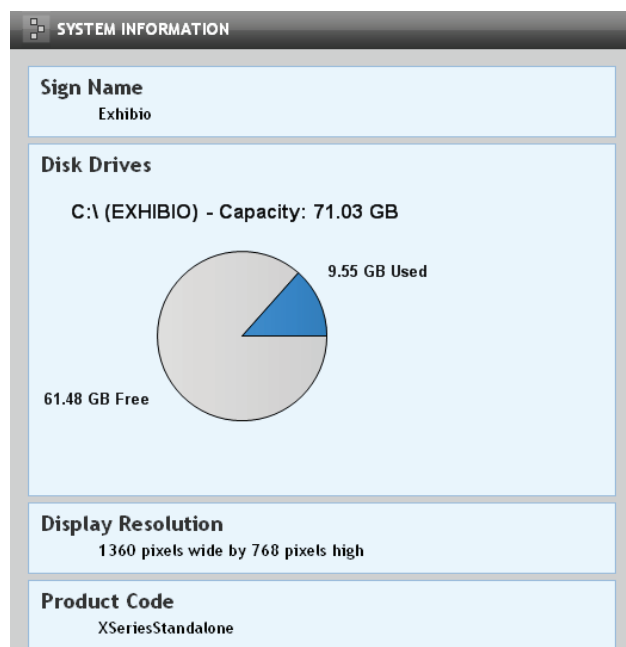 SYSTEM INFORMATION
Sign Name
Exhibio
Disk Drives
C:\ (EXHIBIO) - Capacity: 71.03 GB
9.55 GB Used
61.48 GB Free
Display Resolution
1360 pixels wide by 768 pixels high
Product Code
XSeriesStandalone